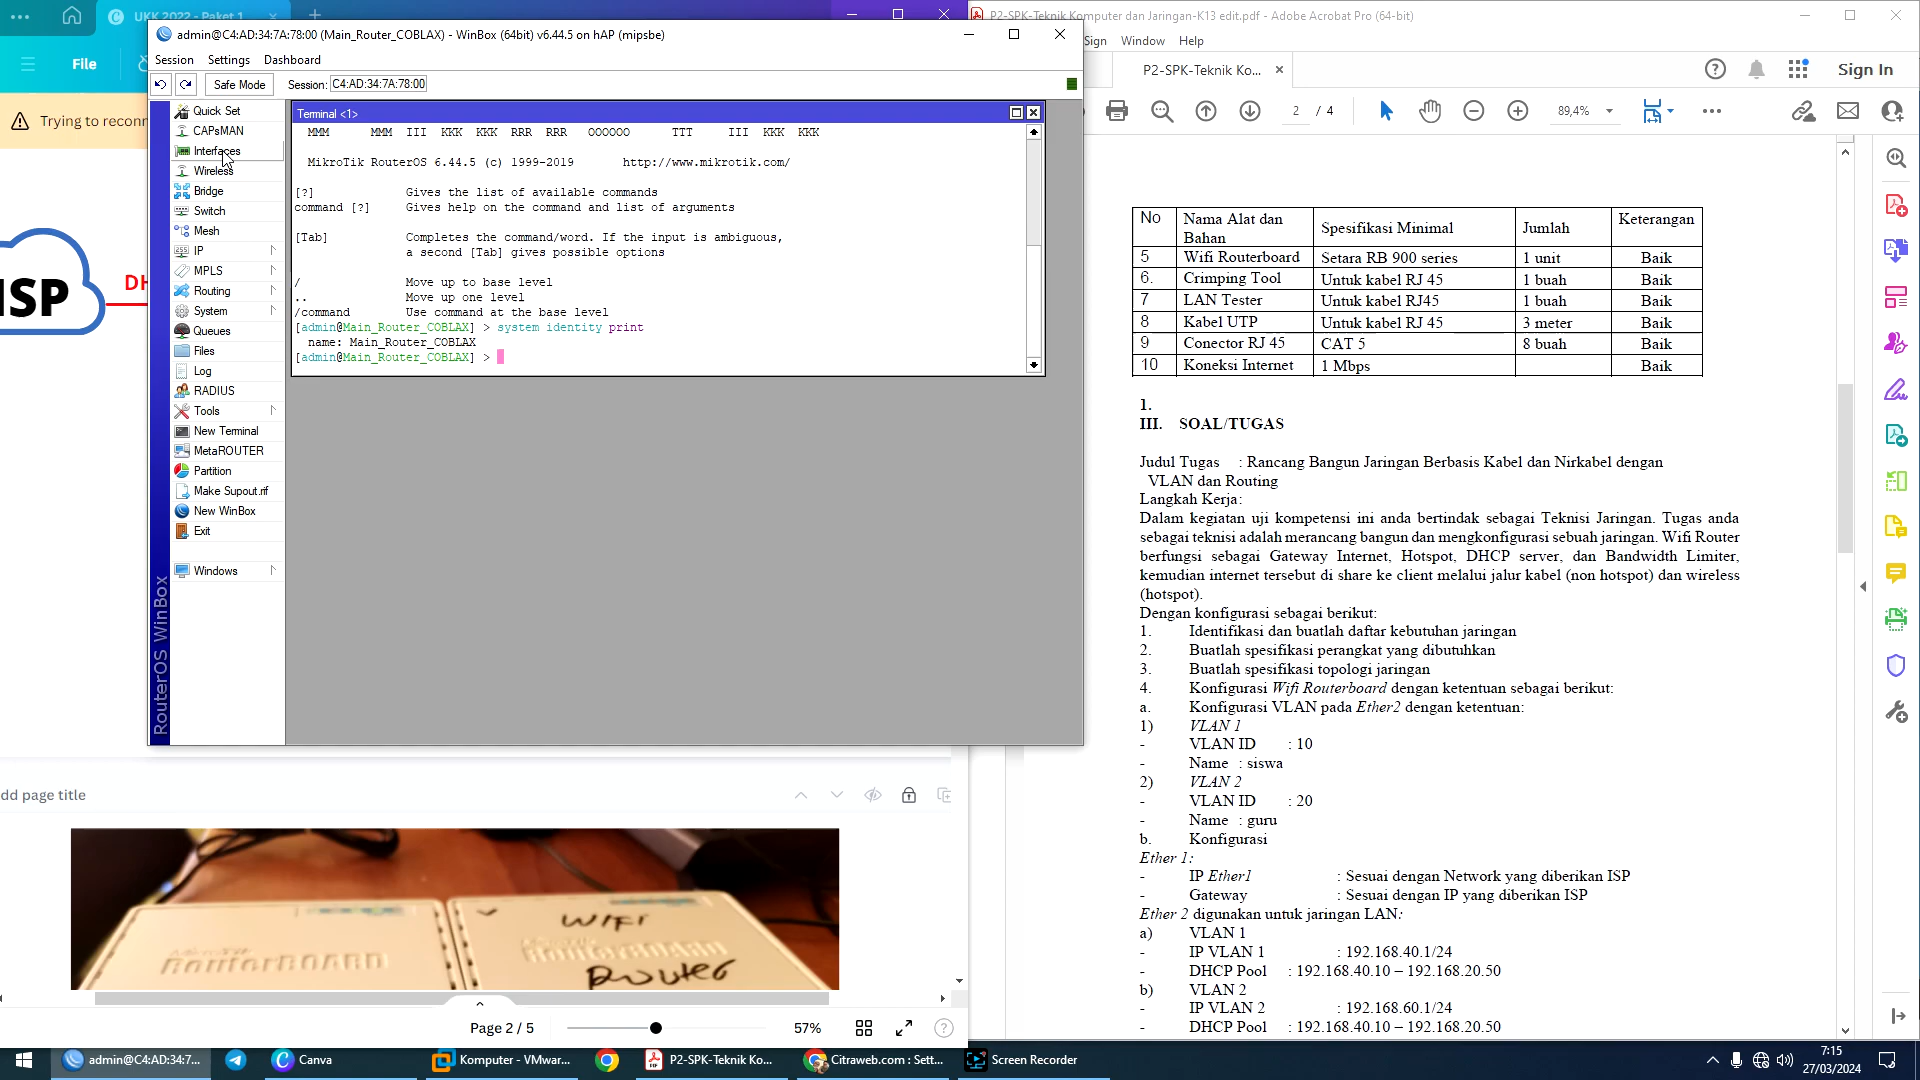 UKK 2022 - Paket 1
File
Trying to reconn
ISP
DH
admin@C4:AD:34:7A:78:00 (Main_Router_COBLAX) - WinBox (64bit) v6.44.5 on hAP (mipsbe)
Session Settings Dashboard
Safe Mode Session: C4:AD:34:7A:78:00
Quick Set
CAPsMAN
Interfaces
Wireless
Bridge
Switch
Mesh
IP
MPLS
Routing
System
Queues
Files
Log
RADIUS
Tools
New Terminal
MetaROUTER
Partition
Make Supout.rif
New WinBox
Exit
Windows
RouterOS WinBox
Terminal <1>
MMM MMM III KKK KKK RRR RRR OOOOOO TTT III KKK KKK
MikroTik RouterOS 6.44.5 (c) 1999-2019 http://www.mikrotik.com/
[?] Gives the list of available commands
command [?] Gives help on the command and list of arguments
[Tab] Completes the command/word. If the input is ambiguous,
a second [Tab] gives possible options
/ Move up to base level
.. Move up one level
/command Use command at the base level
[admin@Main_Router_COBLAX] > system identity print
name: Main_Router_COBLAX
[admin@Main_Router_COBLAX] >
dd page title
WIFI
RouterBOARD
RouterBOARD
Router
Page 2 / 5 57%
P2-SPK-Teknik Komputer dan Jaringan-K13 edit.pdf - Adobe Acrobat Pro (64-bit)
Sign Window Help
P2-SPK-Teknik Ko... Sign In
2 / 4 89,4%
No Nama Alat dan Bahan Spesifikasi Minimal Jumlah Keterangan
5 Wifi Routerboard Setara RB 900 series 1 unit Baik
6. Crimping Tool Untuk kabel RJ 45 1 buah Baik
7 LAN Tester Untuk kabel RJ45 1 buah Baik
8 Kabel UTP Untuk kabel RJ 45 3 meter Baik
9 Conector RJ 45 CAT 5 8 buah Baik
10 Koneksi Internet 1 Mbps Baik
1.
III. SOAL/TUGAS
Judul Tugas : Rancang Bangun Jaringan Berbasis Kabel dan Nirkabel dengan
VLAN dan Routing
Langkah Kerja:
Dalam kegiatan uji kompetensi ini anda bertindak sebagai Teknisi Jaringan. Tugas anda
sebagai teknisi adalah merancang bangun dan mengkonfigurasi sebuah jaringan. Wifi Router
berfungsi sebagai Gateway Internet, Hotspot, DHCP server, dan Bandwidth Limiter,
kemudian internet tersebut di share ke client melalui jalur kabel (non hotspot) dan wireless
(hotspot).
Dengan konfigurasi sebagai berikut:
1. Identifikasi dan buatlah daftar kebutuhan jaringan
2. Buatlah spesifikasi perangkat yang dibutuhkan
3. Buatlah spesifikasi topologi jaringan
4. Konfigurasi Wifi Routerboard dengan ketentuan sebagai berikut:
a. Konfigurasi VLAN pada Ether2 dengan ketentuan:
1) VLAN 1
- VLAN ID : 10
- Name : siswa
2) VLAN 2
- VLAN ID : 20
- Name : guru
b. Konfigurasi
Ether 1:
- IP Ether1 : Sesuai dengan Network yang diberikan ISP
- Gateway : Sesuai dengan IP yang diberikan ISP
Ether 2 digunakan untuk jaringan LAN:
a) VLAN 1
- IP VLAN 1 : 192.168.40.1/24
- DHCP Pool : 192.168.40.10 – 192.168.20.50
b) VLAN 2
- IP VLAN 2 : 192.168.60.1/24
- DHCP Pool : 192.168.40.10 – 192.168.20.50
admin@C4:AD:34:7... Canva Komputer - VMwar... P2-SPK-Teknik Ko... Citraweb.com : Sett... Screen Recorder
7:15
27/03/2024